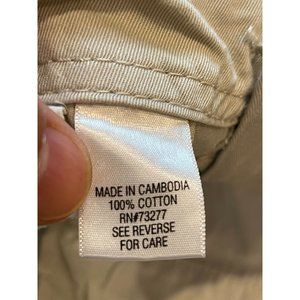 MADE IN CAMBODIA
100% COTTON
RN#73277
SEE REVERSE
FOR CARE